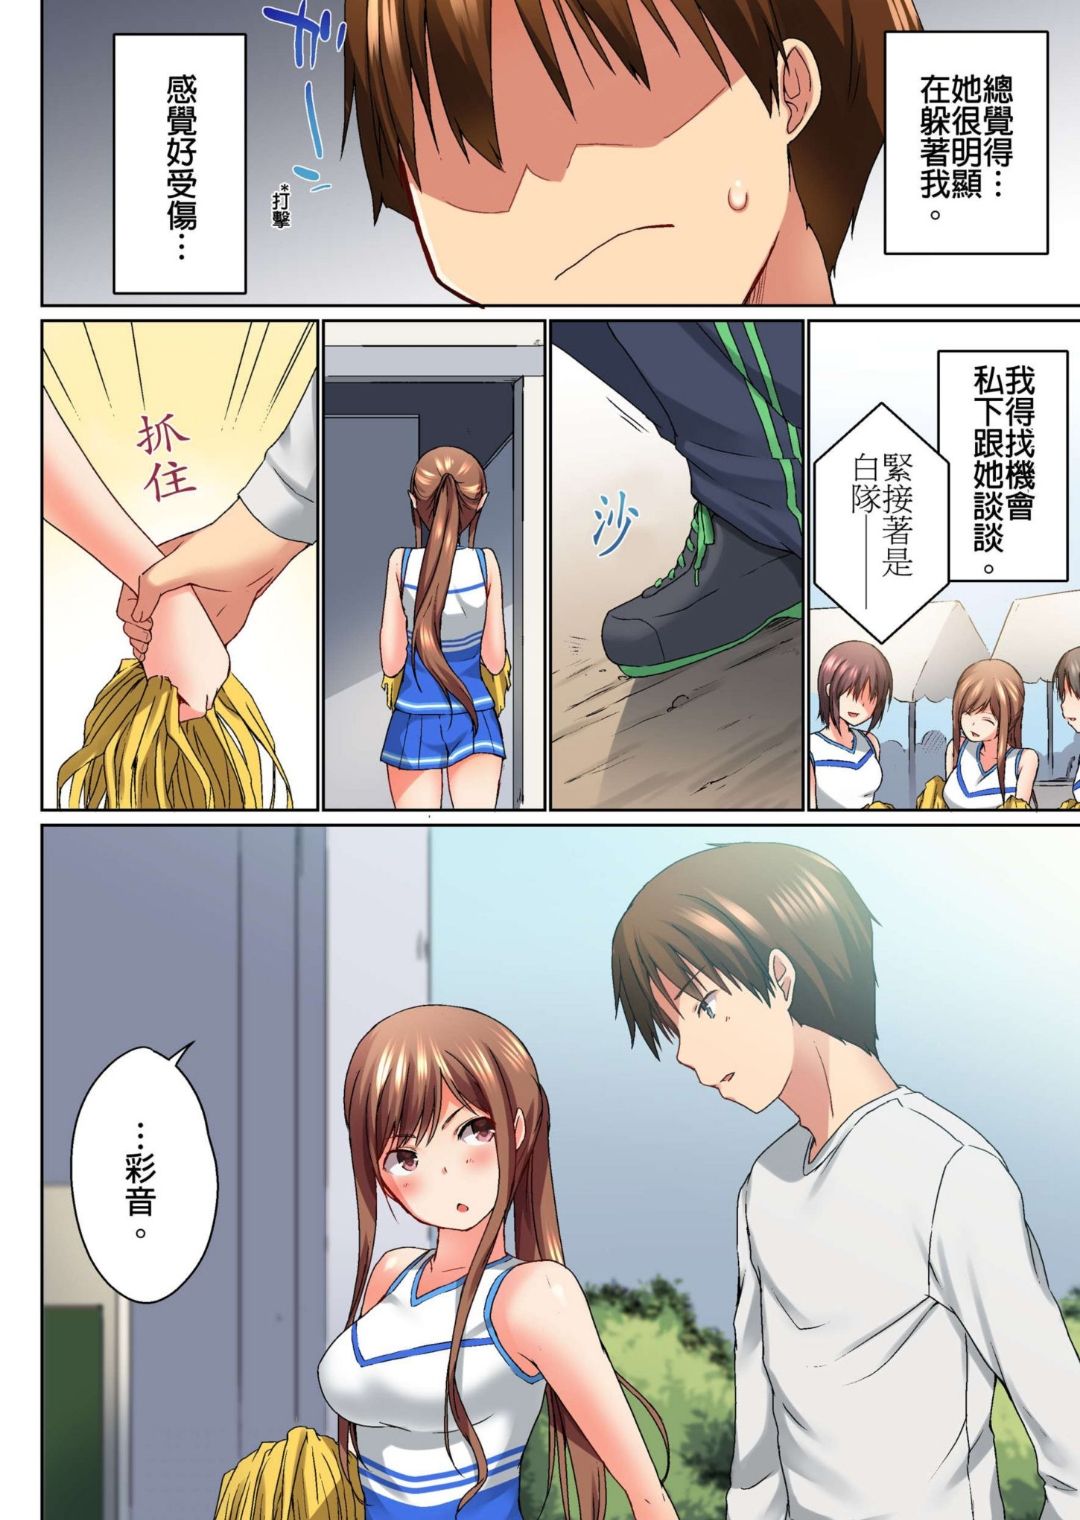 總覺得…
她很明顯
在躲著我。
ガーン
*打擊
感覺好受傷…
我得找機會
私下跟她談談。
緊接著是
白隊——
沙
抓住
…彩音。